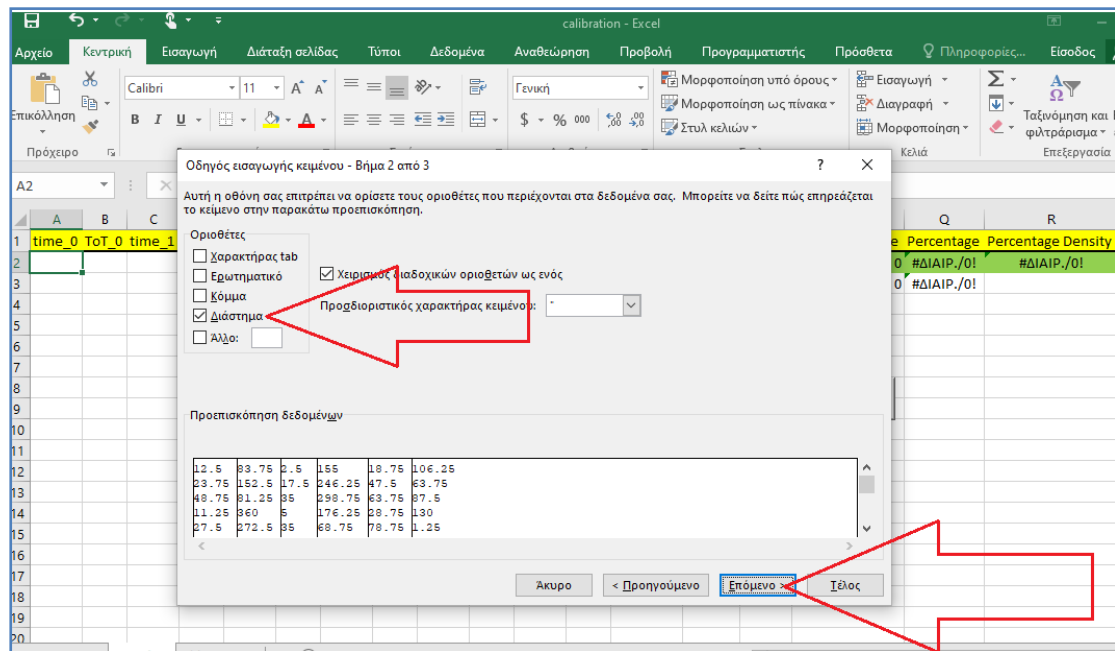 calibration - Excel
Αρχείο Κεντρική Εισαγωγή Διάταξη σελίδας Τύποι Δεδομένα Αναθεώρηση Προβολή Προγραμματιστής Πρόσθετα Πληροφορίες... Είσοδος
Επικόλληση
Calibri 11
B I U
Γενική
$ % 000
Μορφοποίηση υπό όρους
Μορφοποίηση ως πίνακα
Στυλ κελιών
Εισαγωγή
Διαγραφή
Μορφοποίηση
Ταξινόμηση και
φιλτράρισμα
Πρόχειρο Κελιά Επεξεργασία
A2
A B C Q R
1 time_0 ToT_0 time_1 e Percentage Percentage Density
2 0 #ΔΙΑΙΡ./0! #ΔΙΑΙΡ./0!
3 0 #ΔΙΑΙΡ./0!
4
5
6
7
8
9
10
11
12
13
14
15
16
17
18
19
20
Οδηγός εισαγωγής κειμένου - Βήμα 2 από 3 ? ×
Αυτή η οθόνη σας επιτρέπει να ορίσετε τους οριοθέτες που περιέχονται στα δεδομένα σας. Μπορείτε να δείτε πώς επηρεάζεται
το κείμενο στην παρακάτω προεπισκόπηση.
Οριοθέτες
Χαρακτήρας tab
Ερωτηματικό
Κόμμα
Διάστημα
Άλλο:
Χειρισμός διαδοχικών οριοθετών ως ενός
Προσδιοριστικός χαρακτήρας κειμένου: "
Προεπισκόπηση δεδομένων
12.5 83.75 2.5 155 18.75 106.25
23.75 152.5 17.5 246.25 47.5 63.75
48.75 81.25 35 298.75 63.75 87.5
11.25 360 5 176.25 28.75 130
27.5 272.5 35 68.75 78.75 1.25
Άκυρο < Προηγούμενο Επόμενο > Τέλος